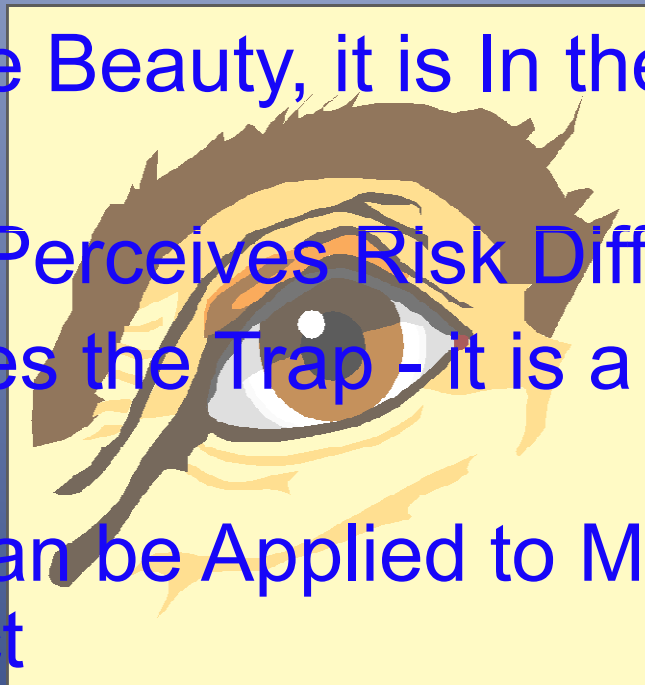 e Beauty, it is In the
Perceives Risk Diff
es the Trap - it is a
an be Applied to M
t